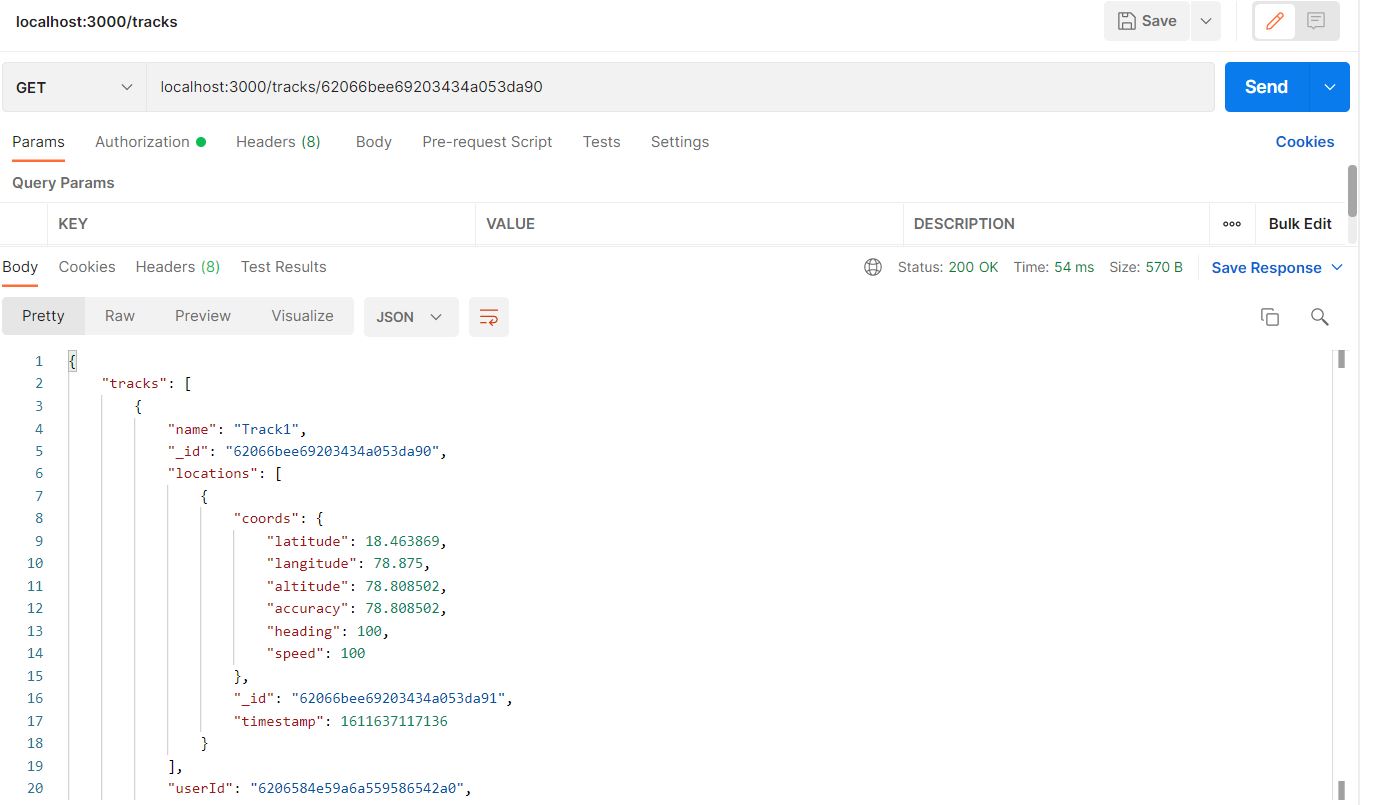 localhost:3000/tracks
Save
GET localhost:3000/tracks/62066bee69203434a053da90 Send
Params Authorization Headers (8) Body Pre-request Script Tests Settings Cookies
Query Params
KEY VALUE DESCRIPTION ooo Bulk Edit
Body Cookies Headers (8) Test Results Status: 200 OK Time: 54 ms Size: 570 B Save Response
Pretty Raw Preview Visualize JSON
1 {
2 "tracks": [
3 {
4 "name": "Track1",
5 "_id": "62066bee69203434a053da90",
6 "locations": [
7 {
8 "coords": {
9 "latitude": 18.463869,
10 "langitude": 78.875,
11 "altitude": 78.808502,
12 "accuracy": 78.808502,
13 "heading": 100,
14 "speed": 100
15 },
16 "_id": "62066bee69203434a053da91",
17 "timestamp": 1611637117136
18 }
19 ],
20 "userId": "6206584e59a6a559586542a0",